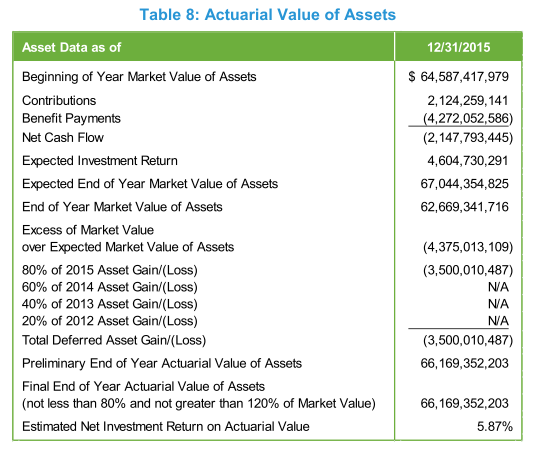 Table 8: Actuarial Value of Assets
Asset Data as of 12/31/2015
Beginning of Year Market Value of Assets $ 64,587,417,979
Contributions 2,124,259,141
Benefit Payments (4,272,052,586)
Net Cash Flow (2,147,793,445)
Expected Investment Return 4,604,730,291
Expected End of Year Market Value of Assets 67,044,354,825
End of Year Market Value of Assets 62,669,341,716
Excess of Market Value
over Expected Market Value of Assets (4,375,013,109)
80% of 2015 Asset Gain/(Loss) (3,500,010,487)
60% of 2014 Asset Gain/(Loss) N/A
40% of 2013 Asset Gain/(Loss) N/A
20% of 2012 Asset Gain/(Loss) N/A
Total Deferred Asset Gain/(Loss) (3,500,010,487)
Preliminary End of Year Actuarial Value of Assets 66,169,352,203
Final End of Year Actuarial Value of Assets
(not less than 80% and not greater than 120% of Market Value) 66,169,352,203
Estimated Net Investment Return on Actuarial Value 5.87%